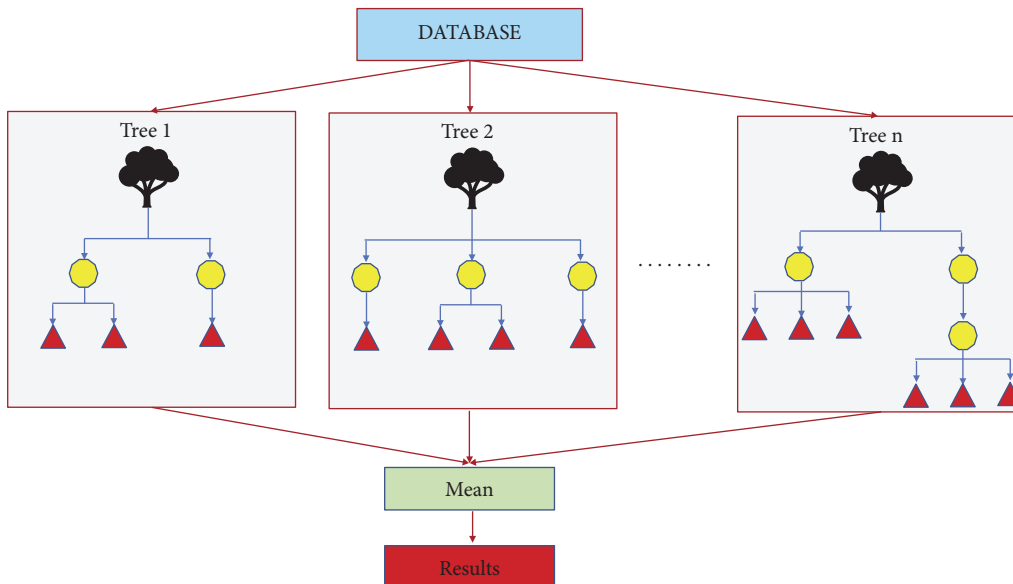 DATABASE
Tree 1
Tree 2
Tree n
........
Mean
Results